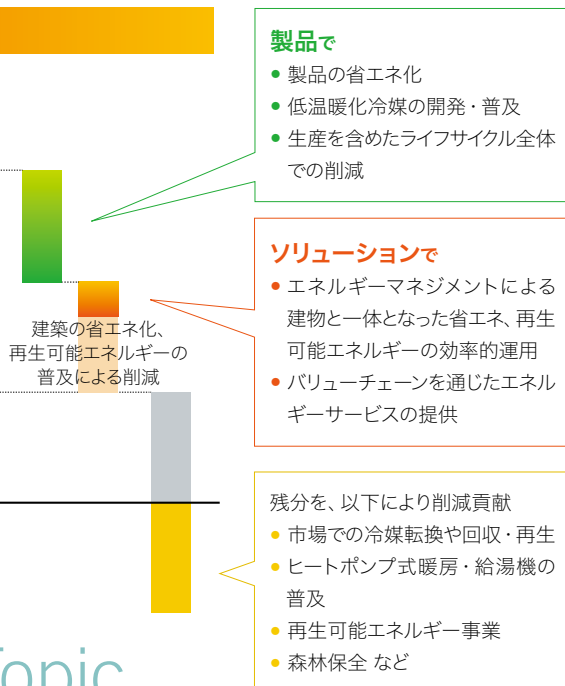 製品で
• 製品の省エネ化
• 低温暖化冷媒の開発・普及
• 生産を含めたライフサイクル全体
での削減
ソリューションで
• エネルギーマネジメントによる
建物と一体となった省エネ、再生
可能エネルギーの効率的運用
• バリューチェーンを通じたエネル
ギーサービスの提供
建築の省エネ化、
再生可能エネルギーの
普及による削減
残分を、以下により削減貢献
• 市場での冷媒転換や回収・再生
• ヒートポンプ式暖房・給湯機の
普及
• 再生可能エネルギー事業
• 森林保全 など
Topic